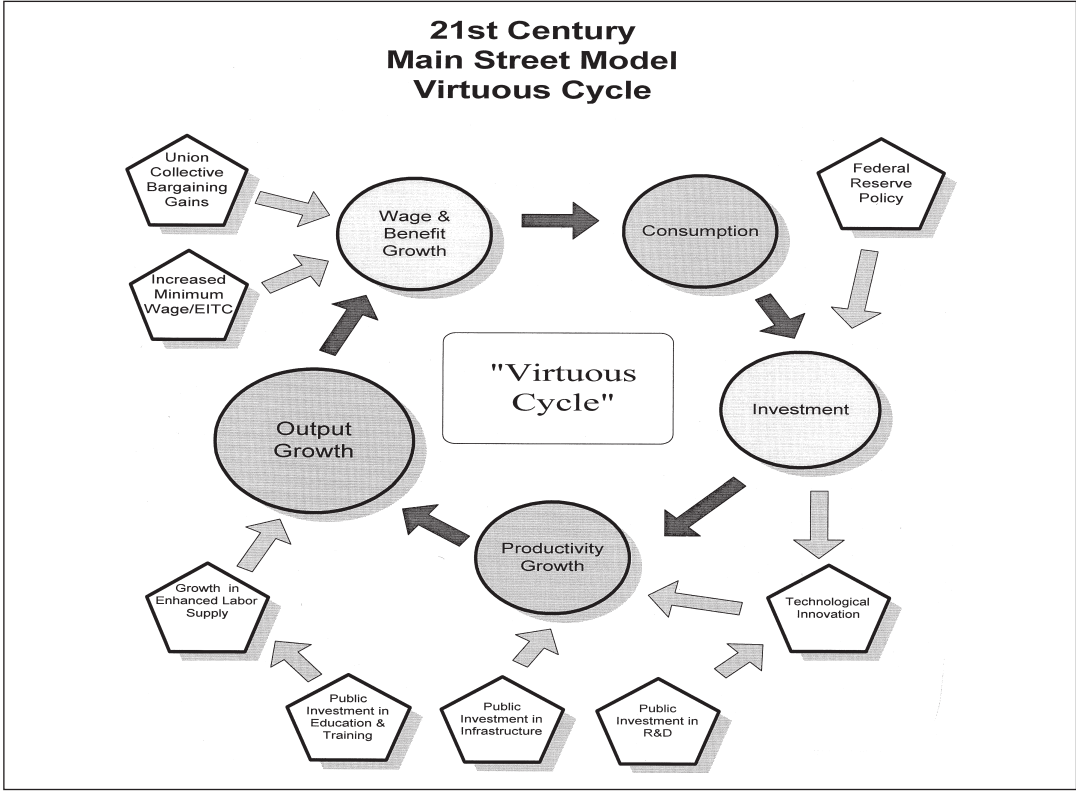 21st Century
Main Street Model
Virtuous Cycle
Union
Collective
Bargaining
Gains
Wage &
Benefit
Growth
Consumption
Federal
Reserve
Policy
Increased
Minimum
Wage/EITC
"Virtuous
Cycle"
Investment
Output
Growth
Productivity
Growth
Growth in
Enhanced Labor
Supply
Technological
Innovation
Public
Investment in
Education &
Training
Public
Investment in
Infrastructure
Public
Investment in
R&D